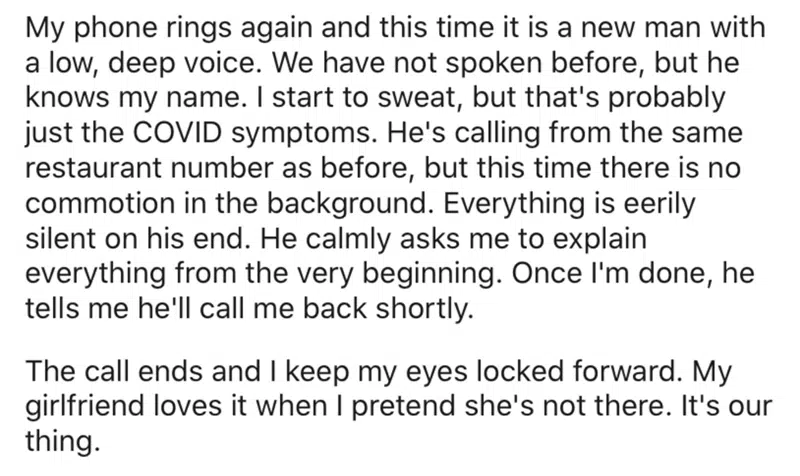 My phone rings again and this time it is a new man with
a low, deep voice. We have not spoken before, but he
knows my name. I start to sweat, but that's probably
just the COVID symptoms. He's calling from the same
restaurant number as before, but this time there is no
commotion in the background. Everything is eerily
silent on his end. He calmly asks me to explain
everything from the very beginning. Once I'm done, he
tells me he'll call me back shortly.
The call ends and I keep my eyes locked forward. My
girlfriend loves it when I pretend she's not there. It's our
thing.